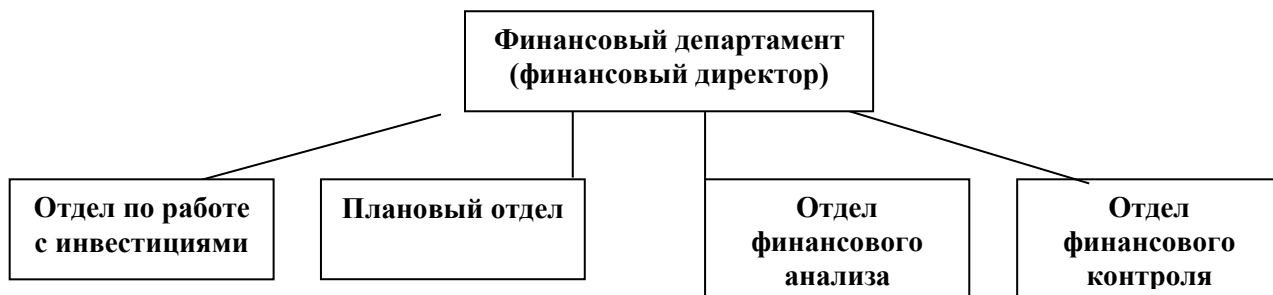 Финансовый департамент
(финансовый директор)
Отдел по работе
с инвестициями
Плановый отдел
Отдел
финансового
анализа
Отдел
финансового
контроля